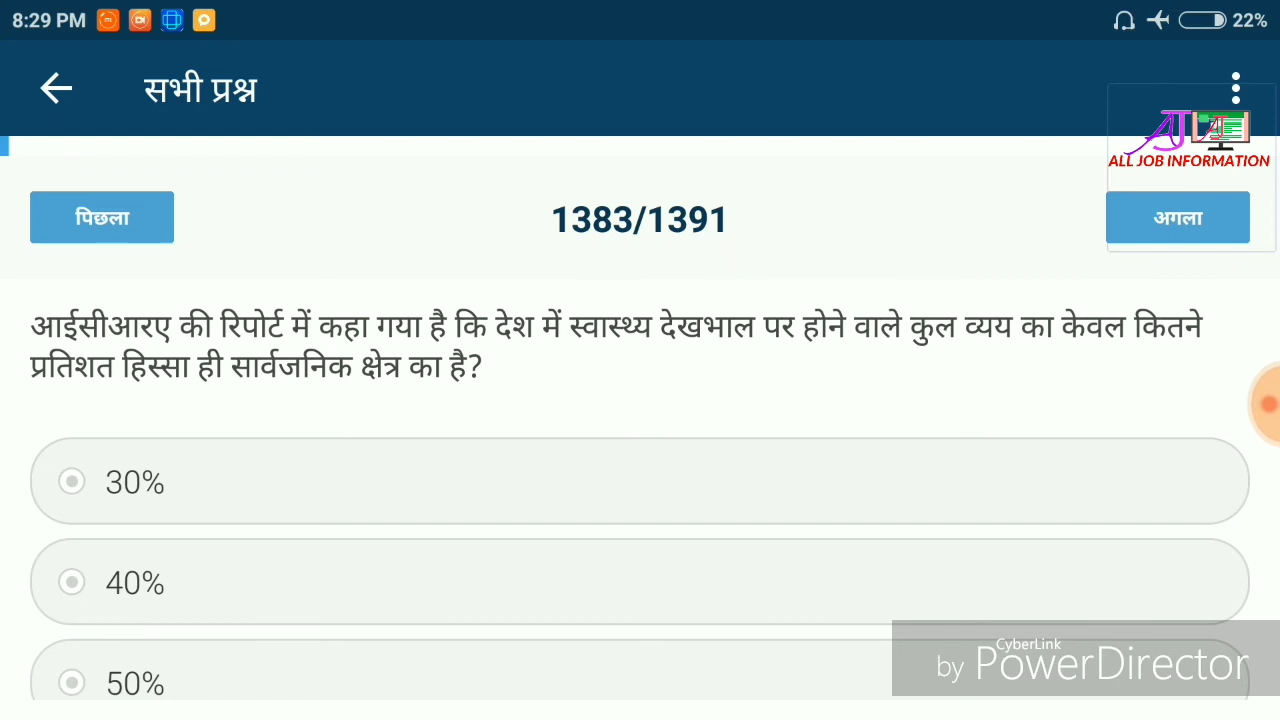 8:29 PM
22%
सभी प्रश्न
ALL JOB INFORMATION
पिछला
1383/1391
अगला
आईसीआरए की रिपोर्ट में कहा गया है कि देश में स्वास्थ्य देखभाल पर होने वाले कुल व्यय का केवल कितने
प्रतिशत हिस्सा ही सार्वजनिक क्षेत्र का है?
30%
40%
50%
CyberLink
by PowerDirector